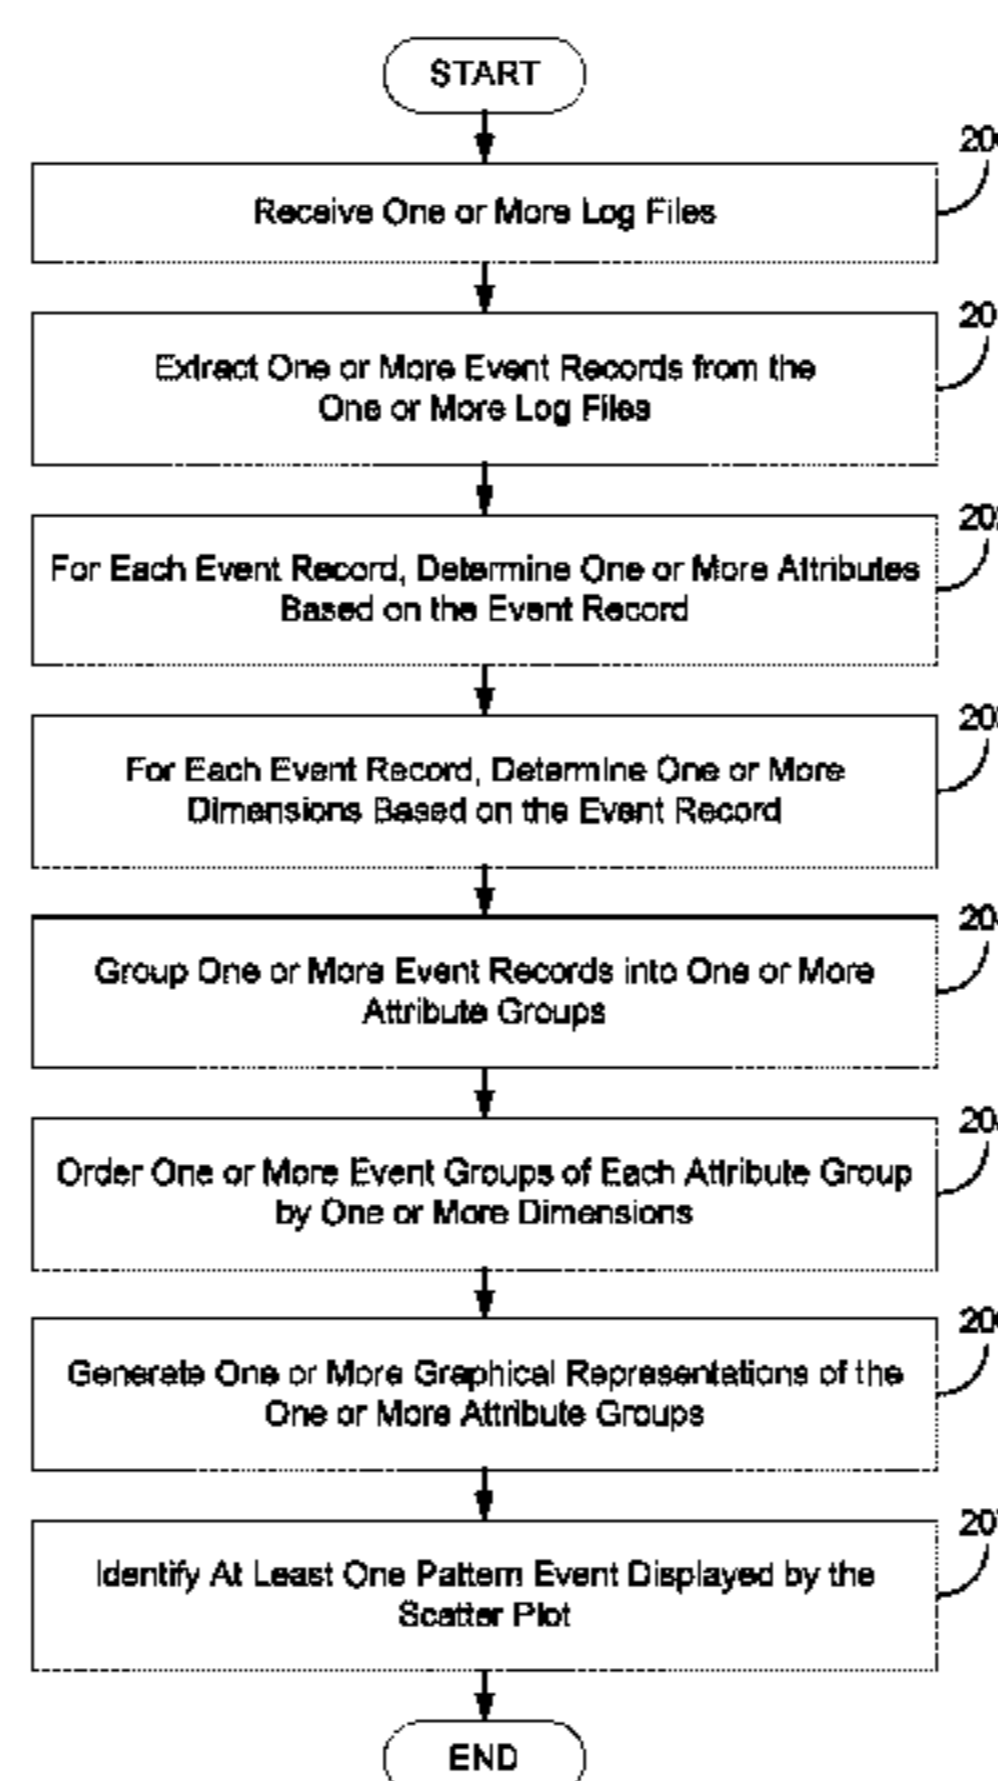 START
Receive One or More Log Files
Extract One or More Event Records from the
One or More Log Files
For Each Event Record, Determine One or More Attributes
Based on the Event Record
For Each Event Record, Determine One or More
Dimensions Based on the Event Record
Group One or More Event Records into One or More
Attribute Groups
Order One or More Event Groups of Each Attribute Group
by One or More Dimensions
Generate One or More Graphical Representations of the
One or More Attribute Groups
Identify At Least One Pattern Event Displayed by the
Scatter Plot
END